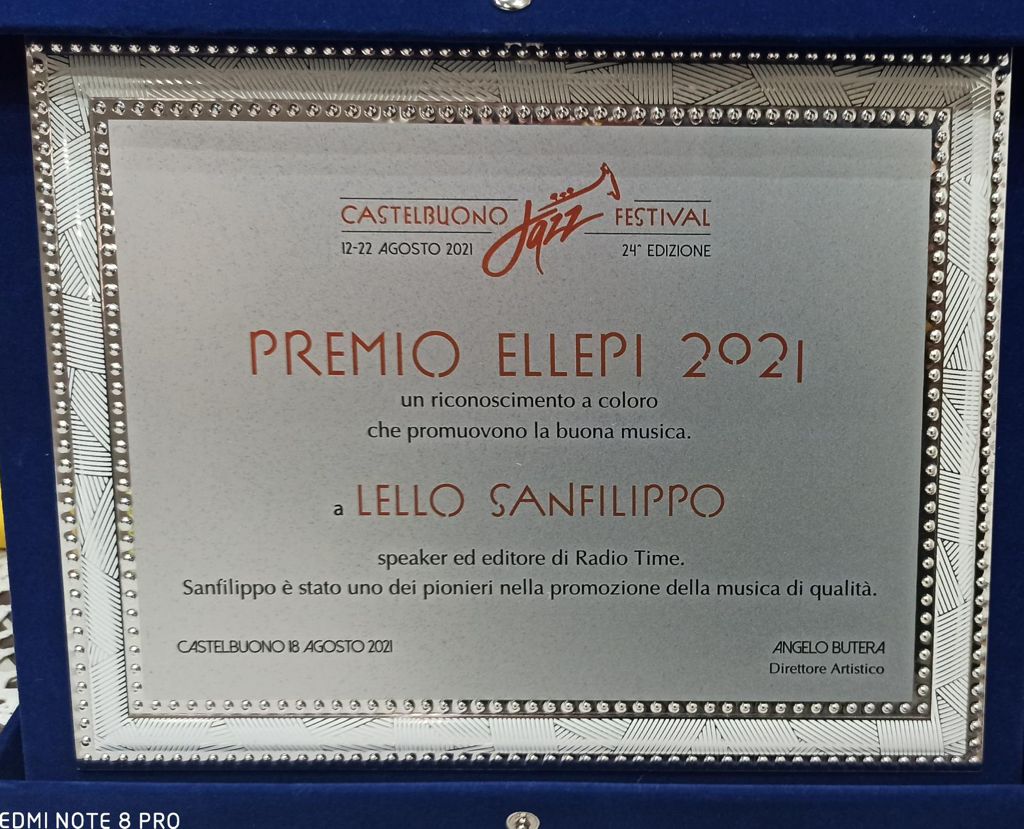 CASTELBUONO Jazz FESTIVAL
12-22 AGOSTO 2021 24^ EDIZIONE
PREMIO ELLEPI 2021
un riconoscimento a coloro
che promuovono la buona musica.
a LELLO SANFILIPPO
speaker ed editore di Radio Time.
Sanfilippo è stato uno dei pionieri nella promozione della musica di qualità.
CASTELBUONO 18 AGOSTO 2021 ANGELO BUTERA
Direttore Artistico
EDMI NOTE 8 PRO